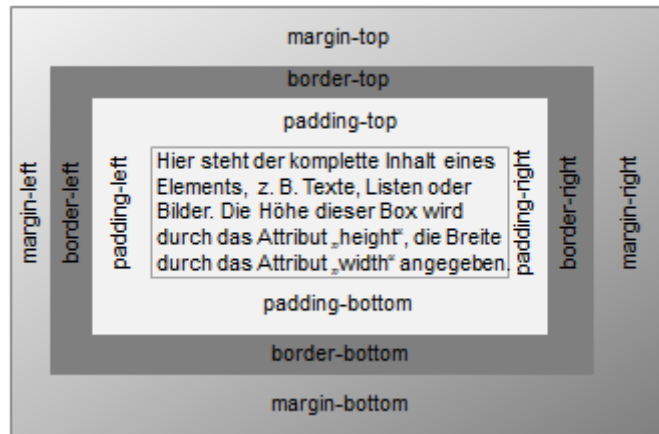 margin-top
border-top
padding-top
margin-left
border-left
padding-left
Hier steht der komplette Inhalt eines
Elements, z. B. Texte, Listen oder
Bilder. Die Höhe dieser Box wird
durch das Attribut „height“, die Breite
durch das Attribut „width“ angegeben.
padding-right
border-right
margin-right
padding-bottom
border-bottom
margin-bottom